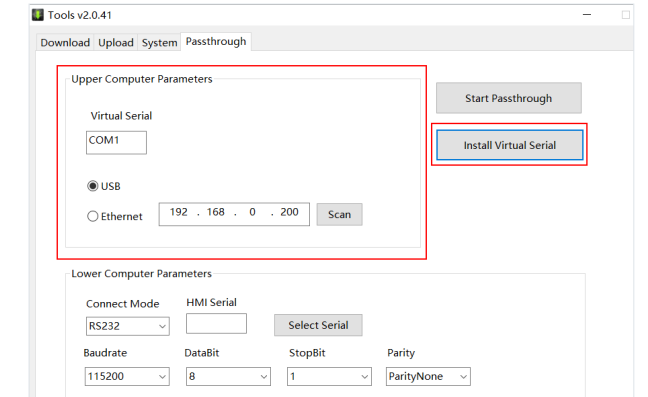 Tools v2.0.41
Download Upload System Passthrough
Upper Computer Parameters
Start Passthrough
Virtual Serial
COM1
Install Virtual Serial
USB
Ethernet 192 . 168 . 0 . 200 Scan
Lower Computer Parameters
Connect Mode HMI Serial
RS232 Select Serial
Baudrate DataBit StopBit Parity
115200 8 1 ParityNone